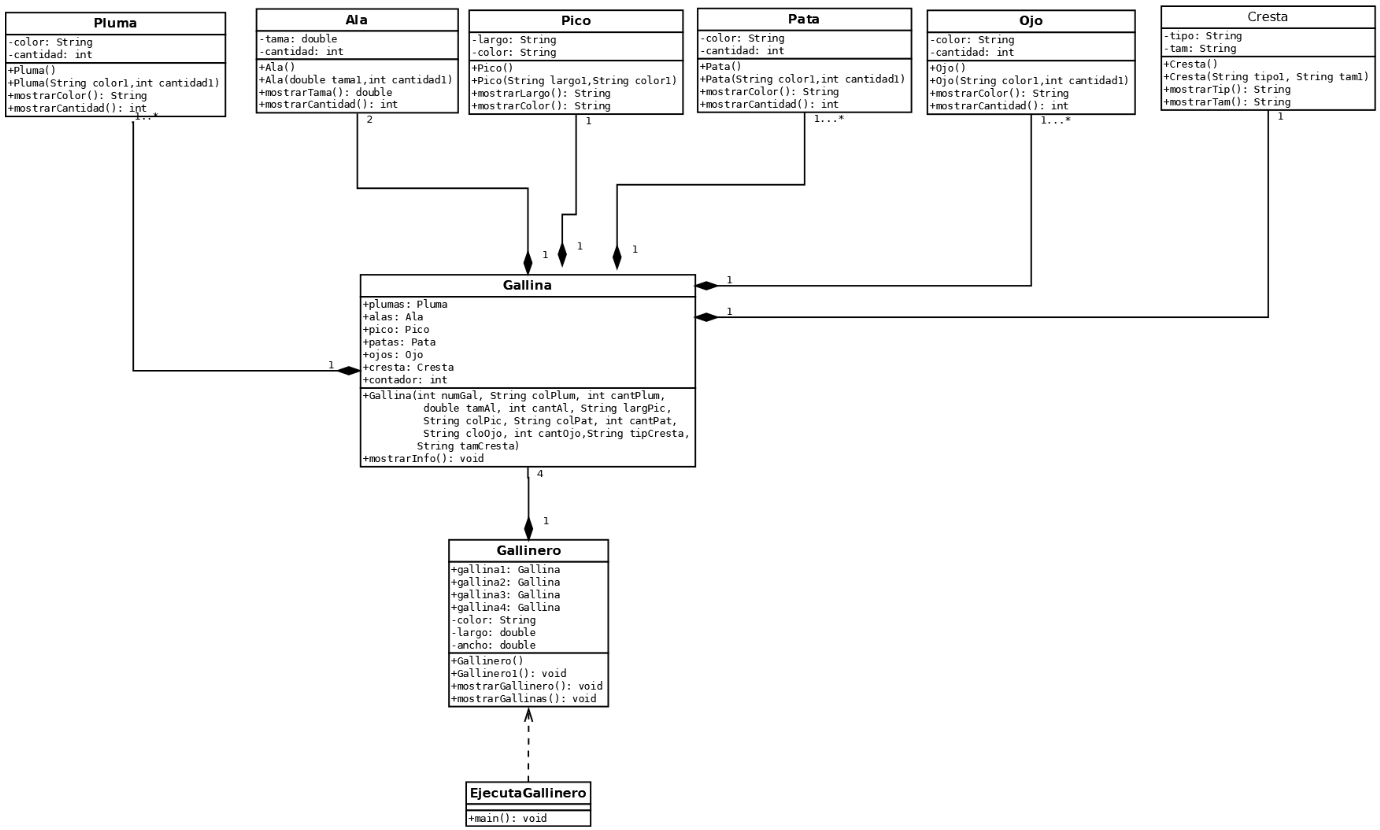 Pluma
-color: String
-cantidad: int
+Pluma()
+Pluma(String color1,int cantidad1)
+mostrarColor(): String
+mostrarCantidad(): int
1..*
Ala
-tama: double
-cantidad: int
+Ala()
+Ala(double tama1,int cantidad1)
+mostrarTama(): double
+mostrarCantidad(): int
2
Pico
-largo: String
-color: String
+Pico()
+Pico(String largo1,String color1)
+mostrarLargo(): String
+mostrarColor(): String
1
Pata
-color: String
-cantidad: int
+Pata()
+Pata(String color1,int cantidad1)
+mostrarColor(): String
+mostrarCantidad(): int
1...*
Ojo
-color: String
-cantidad: int
+Ojo()
+Ojo(String color1,int cantidad1)
+mostrarColor(): String
+mostrarCantidad(): int
1...*
Cresta
-tipo: String
-tam: String
+Cresta()
+Cresta(String tipo1, String tam1)
+mostrarTip(): String
+mostrarTam(): String
1
1
1
1
1
1
1
Gallina
+plumas: Pluma
+alas: Ala
+pico: Pico
+patas: Pata
+ojos: Ojo
+cresta: Cresta
+contador: int
+Gallina(int numGal, String colPlum, int cantPlum,
double tamAl, int cantAl, String largPic,
String colPic, String colPat, int cantPat,
String cloOjo, int cantOjo,String tipCresta,
String tamCresta)
+mostrarInfo(): void
4
1
Gallinero
+gallina1: Gallina
+gallina2: Gallina
+gallina3: Gallina
+gallina4: Gallina
-color: String
-largo: double
-ancho: double
+Gallinero()
+Gallinero1(): void
+mostrarGallinero(): void
+mostrarGallinas(): void
EjecutaGallinero
+main(): void